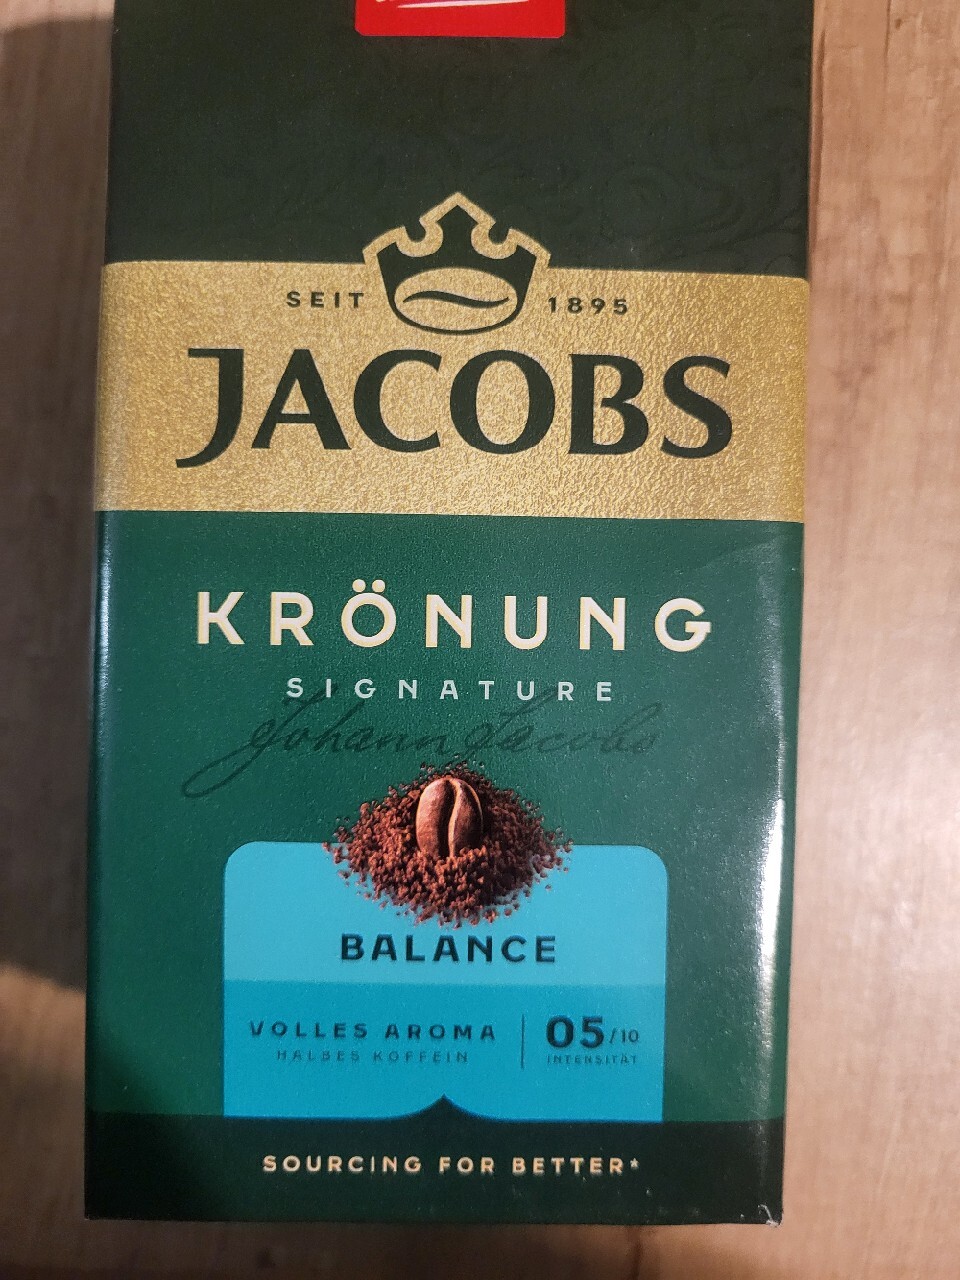 SEIT 1895
JACOBS
KRÖNUNG
SIGNATURE
Johann Jacobs
BALANCE
VOLLES AROMA
HALBES KOFFEIN
05/10
INTENSITÄT
SOURCING FOR BETTER*